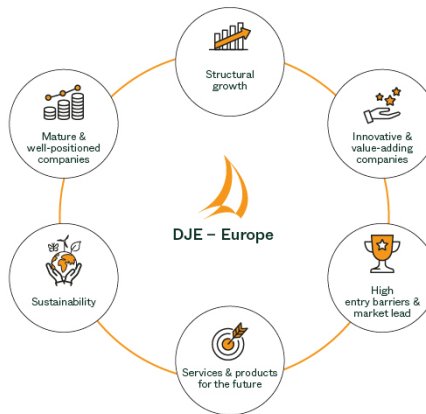 Structural
growth
Mature &
well-positioned
companies
Innovative &
value-adding
companies
DJE – Europe
Sustainability
High
entry barriers &
market lead
Services & products
for the future